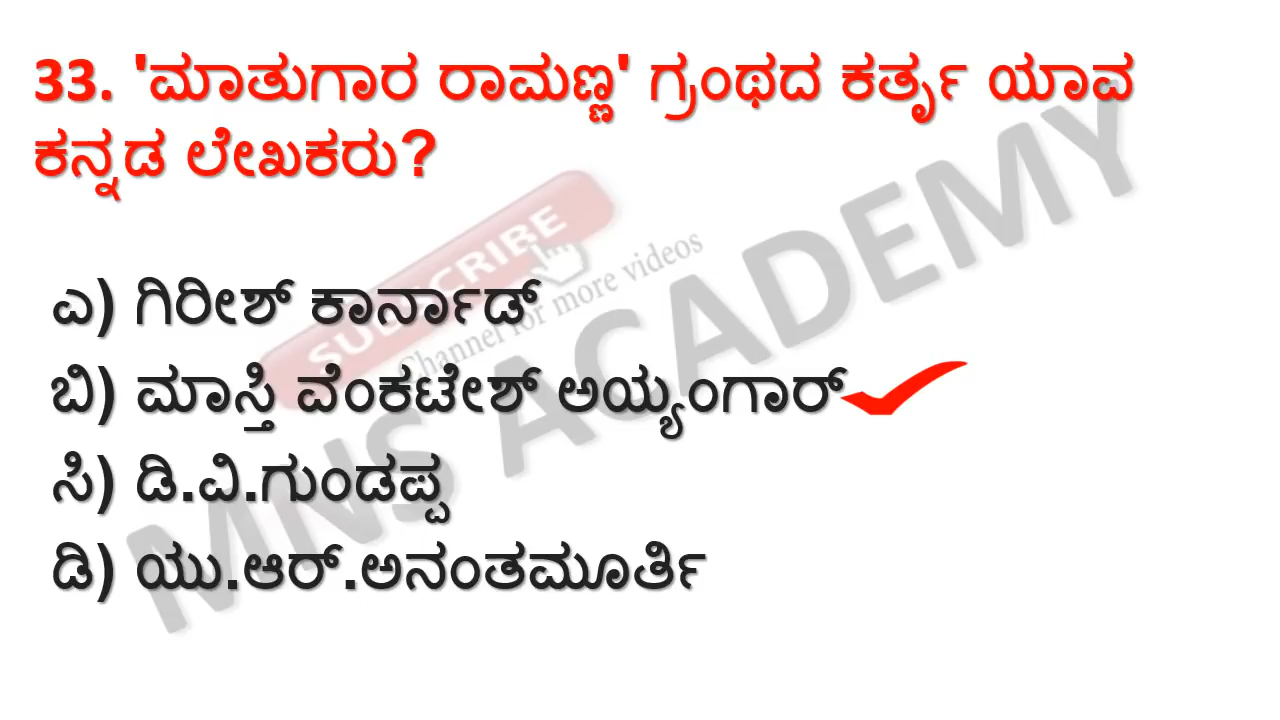 33. 'ಮಾತುಗಾರ ರಾಮಣ್ಣ' ಗ್ರಂಥದ ಕರ್ತೃ ಯಾವ
ಕನ್ನಡ ಲೇಖಕರು?
SUBSCRIBE
Channel for more videos
MNS ACADEMY
ಎ) ಗಿರೀಶ್ ಕಾರ್ನಾಡ್
ಬಿ) ಮಾಸ್ತಿ ವೆಂಕಟೇಶ್ ಅಯ್ಯಂಗಾರ್
ಸಿ) ಡಿ.ವಿ.ಗುಂಡಪ್ಪ
ಡಿ) ಯು.ಆರ್.ಅನಂತಮೂರ್ತಿ